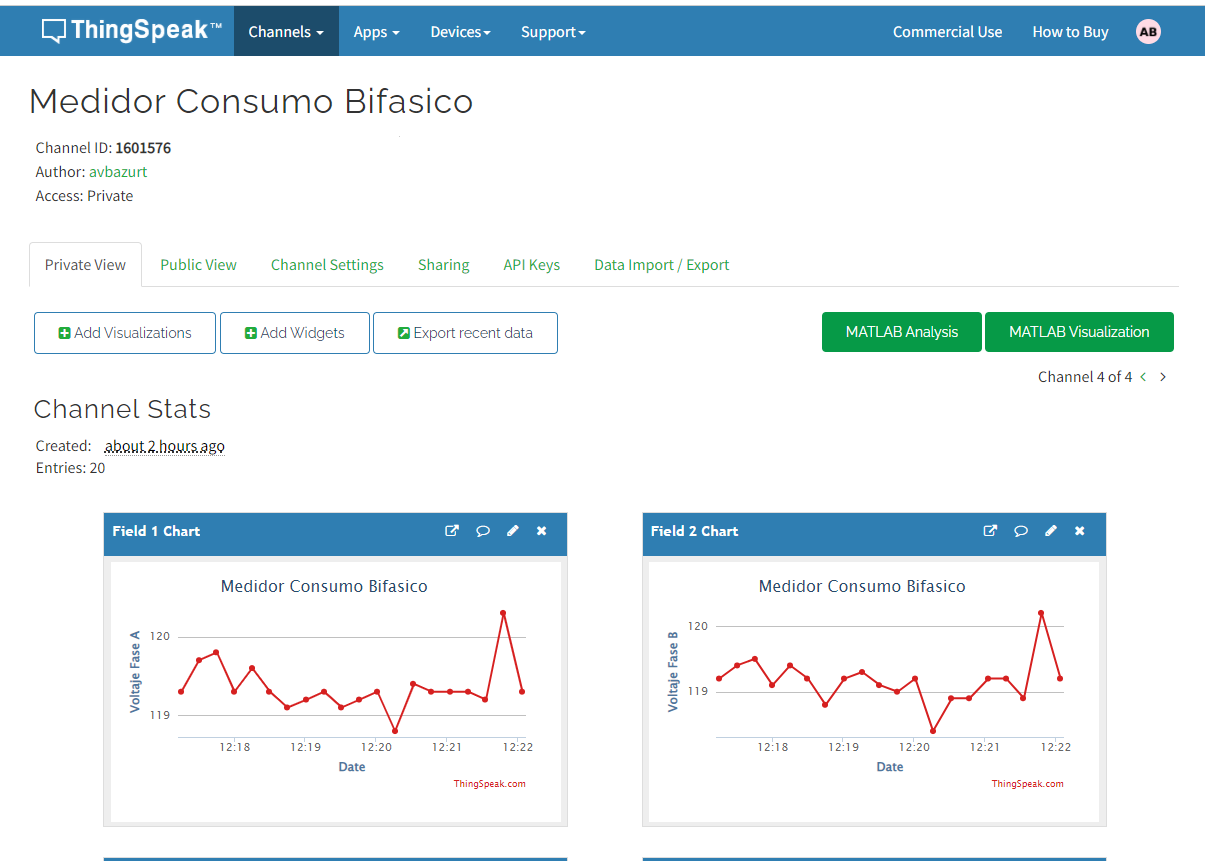 ThingSpeak™ Channels Apps Devices Support Commercial Use How to Buy AB
Medidor Consumo Bifasico
Channel ID: 1601576
Author: avbazurt
Access: Private
Private View Public View Channel Settings Sharing API Keys Data Import / Export
Add Visualizations Add Widgets Export recent data MATLAB Analysis MATLAB Visualization
Channel 4 of 4 < >
Channel Stats
Created: about 2 hours ago
Entries: 20
Field 1 Chart
Medidor Consumo Bifasico
Voltaje Fase A
120
119
12:18 12:19 12:20 12:21 12:22
Date
ThingSpeak.com
Field 2 Chart
Medidor Consumo Bifasico
Voltaje Fase B
120
119
12:18 12:19 12:20 12:21 12:22
Date
ThingSpeak.com